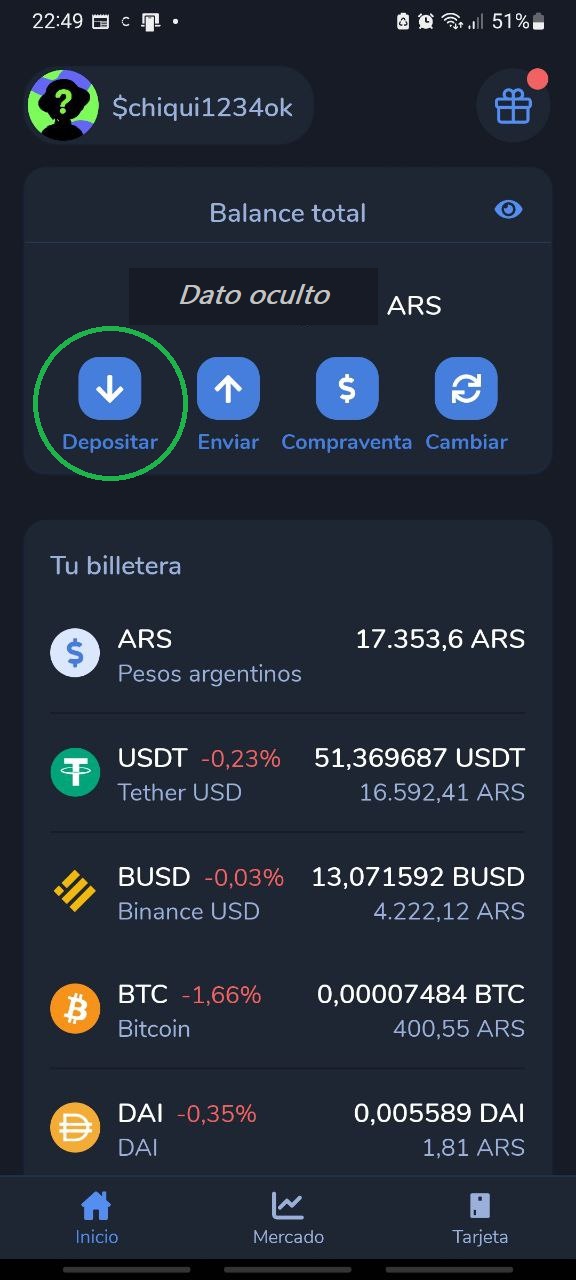 22:49 51%
$chiqui1234ok
Balance total
Dato oculto ARS
Depositar Enviar Compraventa Cambiar
Tu billetera
ARS 17.353,6 ARS
Pesos argentinos
USDT -0,23% 51,369687 USDT
Tether USD 16.592,41 ARS
BUSD -0,03% 13,071592 BUSD
Binance USD 4.222,12 ARS
BTC -1,66% 0,00007484 BTC
Bitcoin 400,55 ARS
DAI -0,35% 0,005589 DAI
DAI 1,81 ARS
Inicio Mercado Tarjeta